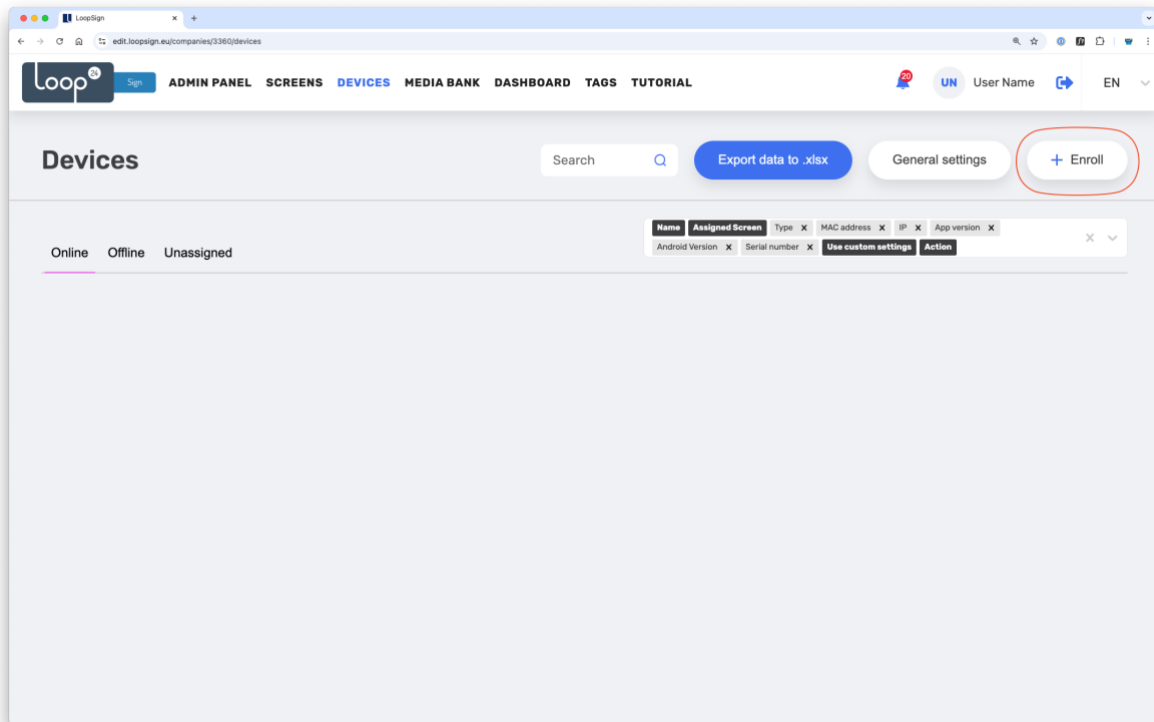 LoopSign
edit.loopsign.eu/companies/3360/devices
Loop 24 Sign ADMIN PANEL SCREENS DEVICES MEDIA BANK DASHBOARD TAGS TUTORIAL 20 UN User Name EN
Devices Search Export data to .xlsx General settings + Enroll
Name Assigned Screen Type X MAC address X IP X App version X
Online Offline Unassigned Android Version X Serial number X Use custom settings Action